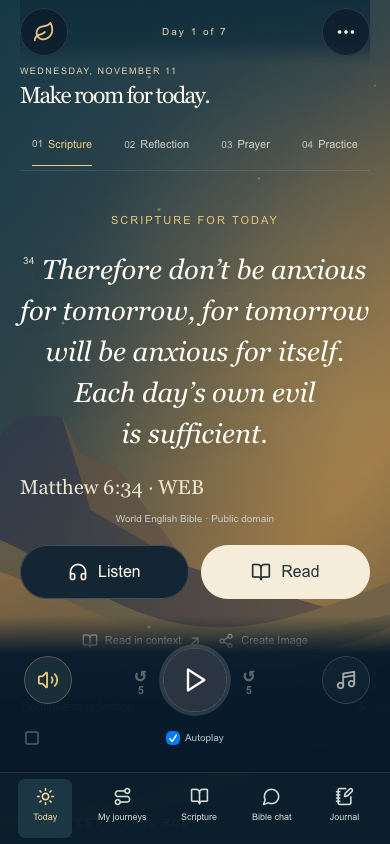 Day 1 of 7
WEDNESDAY, NOVEMBER 11
Make room for today.
01 Scripture 02 Reflection 03 Prayer 04 Practice
SCRIPTURE FOR TODAY
34 Therefore don’t be anxious
for tomorrow, for tomorrow
will be anxious for itself.
Each day’s own evil
is sufficient.
Matthew 6:34 · WEB
World English Bible · Public domain
Listen Read
Read in context Create Image
5 5
Autoplay
Today My journeys Scripture Bible chat Journal